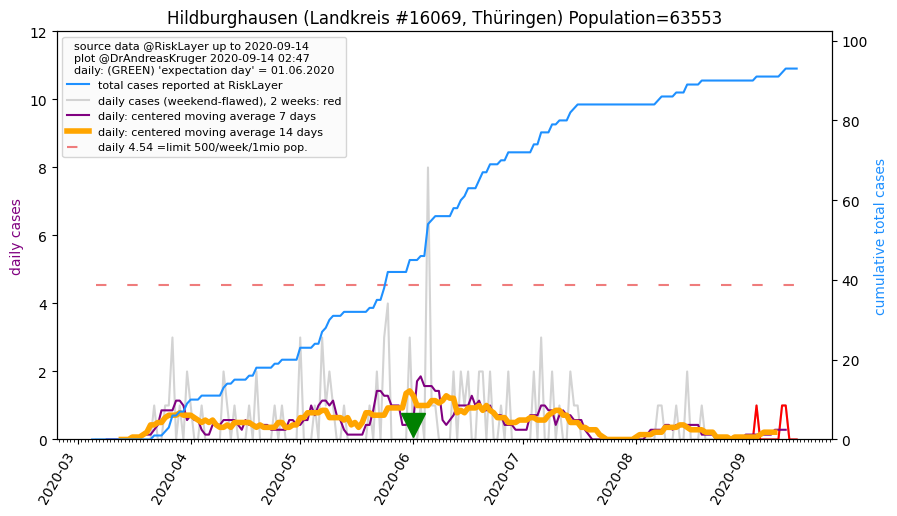 Hildburghausen (Landkreis #16069, Thüringen) Population=63553
source data @RiskLayer up to 2020-09-14
plot @DrAndreasKruger 2020-09-14 02:47
daily: (GREEN) 'expectation day' = 01.06.2020
total cases reported at RiskLayer
daily cases (weekend-flawed), 2 weeks: red
daily: centered moving average 7 days
daily: centered moving average 14 days
daily 4.54 =limit 500/week/1mio pop.
daily cases
12
10
8
6
4
2
0
cumulative total cases
100
80
60
40
20
0
2020-03
2020-04
2020-05
2020-06
2020-07
2020-08
2020-09